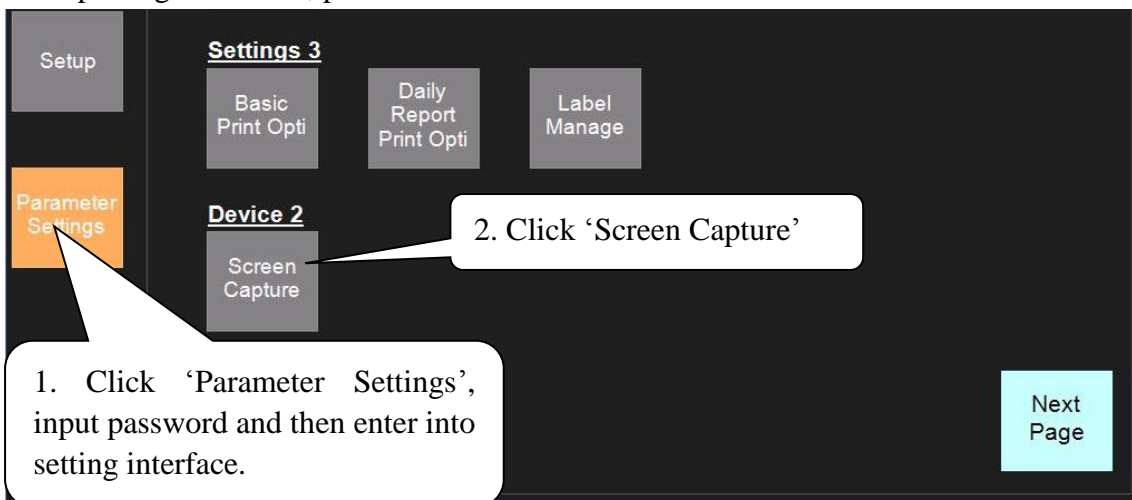 Setup
Settings 3
Basic
Print Opti
Daily
Report
Print Opti
Label
Manage
Parameter
Settings
Device 2
Screen
Capture
2. Click ‘Screen Capture’
1. Click ‘Parameter Settings’,
input password and then enter into
setting interface.
Next
Page